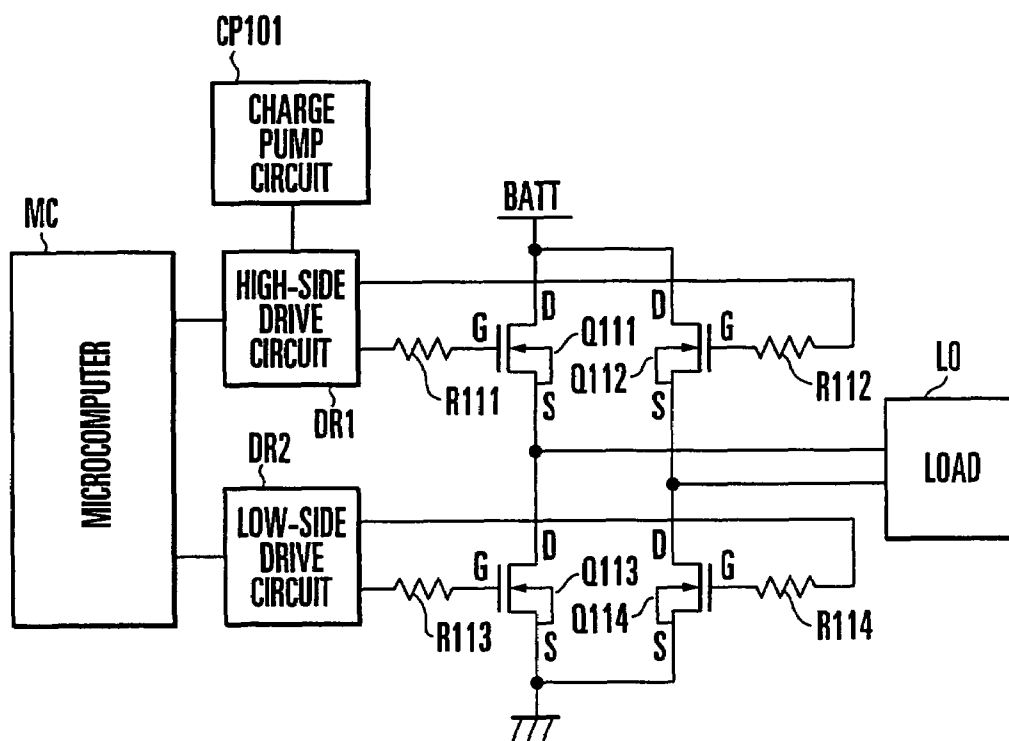 CP101
CHARGE
PUMP
CIRCUIT
BATT
MC
MICROCOMPUTER
HIGH-SIDE
DRIVE
CIRCUIT
DR1
R111
G
D
Q111
S
D
G
Q112
S
R112
LO
LOAD
DR2
LOW-SIDE
DRIVE
CIRCUIT
R113
G
D
Q113
S
D
G
Q114
S
R114